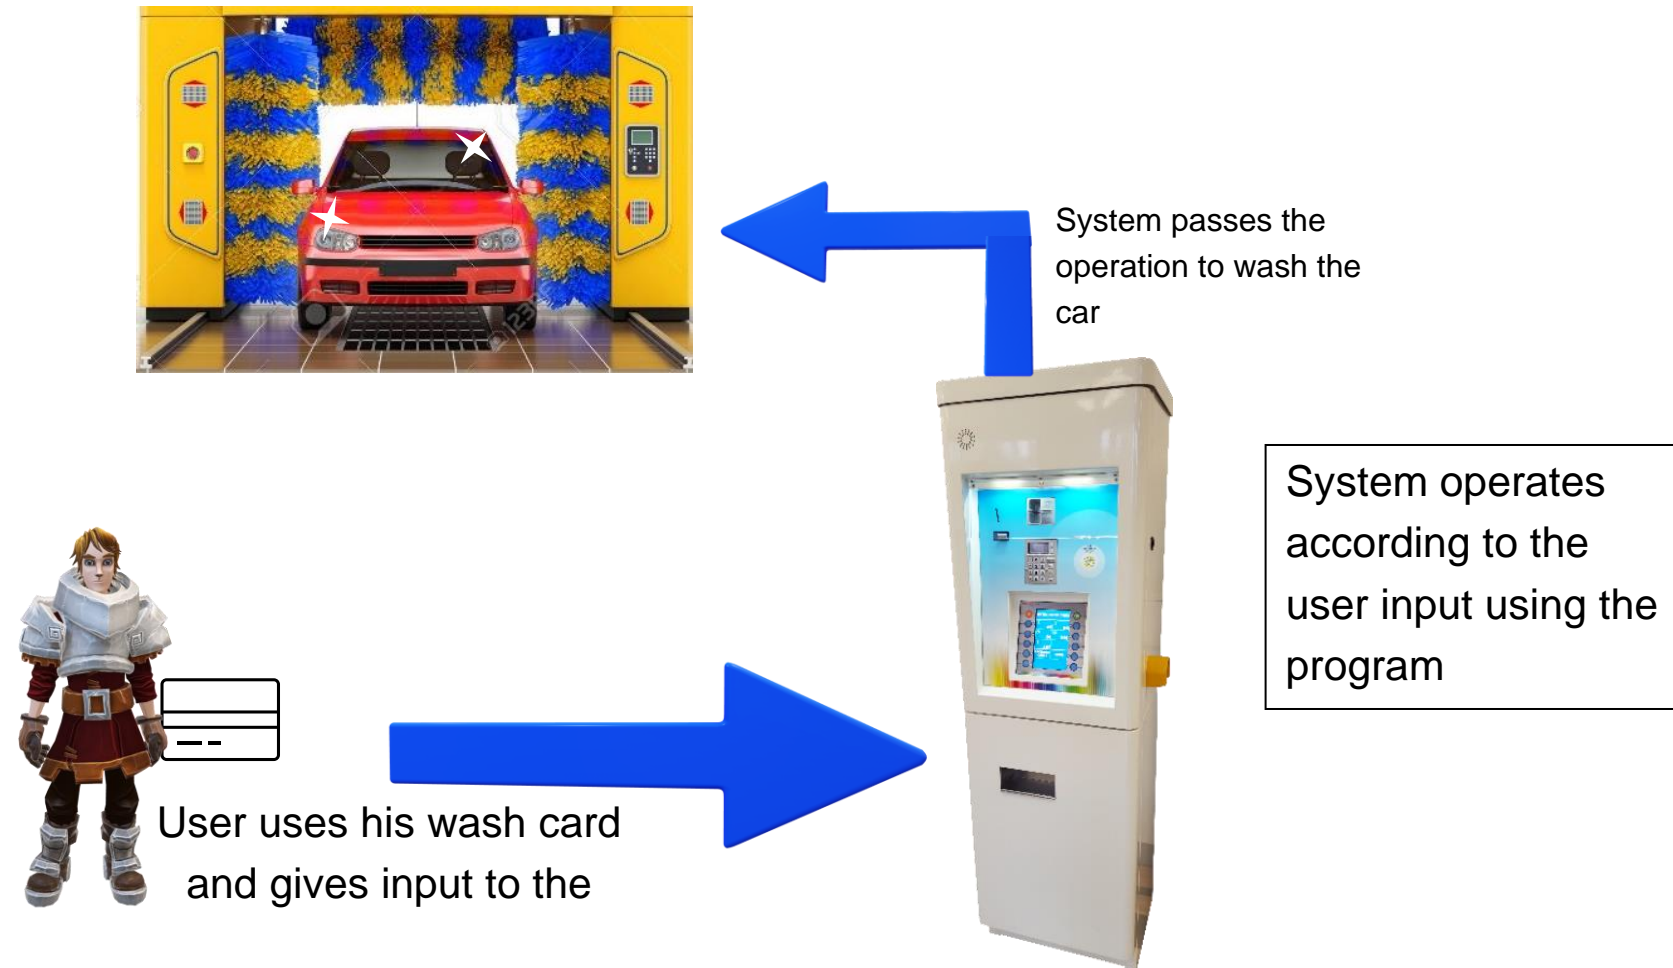 System passes the
operation to wash the
car
System operates
according to the
user input using the
program
User uses his wash card
and gives input to the